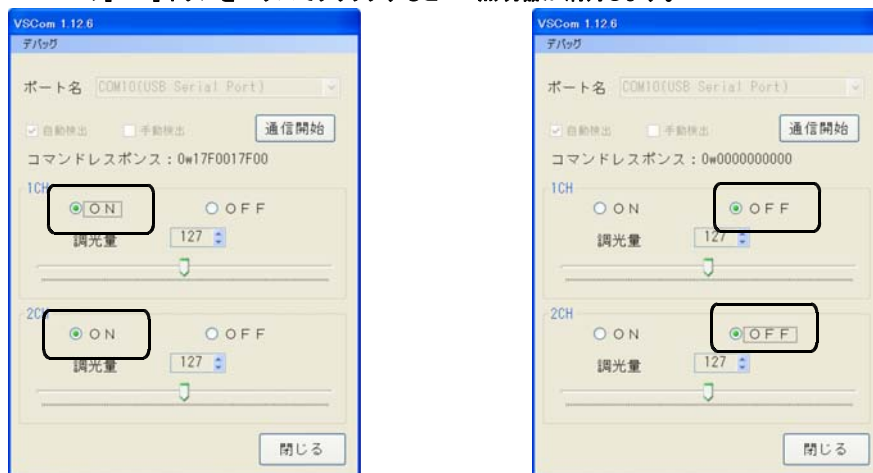 VSCom 1.12.6
デバッグ
ポート名 COM10(USB Serial Port)
自動検出 手動検出 通信開始
コマンドレスポンス：0w17F0017F00
1CH
ON OFF
調光量 127
2CH
ON OFF
調光量 127
閉じる
VSCom 1.12.6
デバッグ
ポート名 COM10(USB Serial Port)
自動検出 手動検出 通信開始
コマンドレスポンス：0w0000000000
1CH
ON OFF
調光量 127
2CH
ON OFF
調光量 127
閉じる